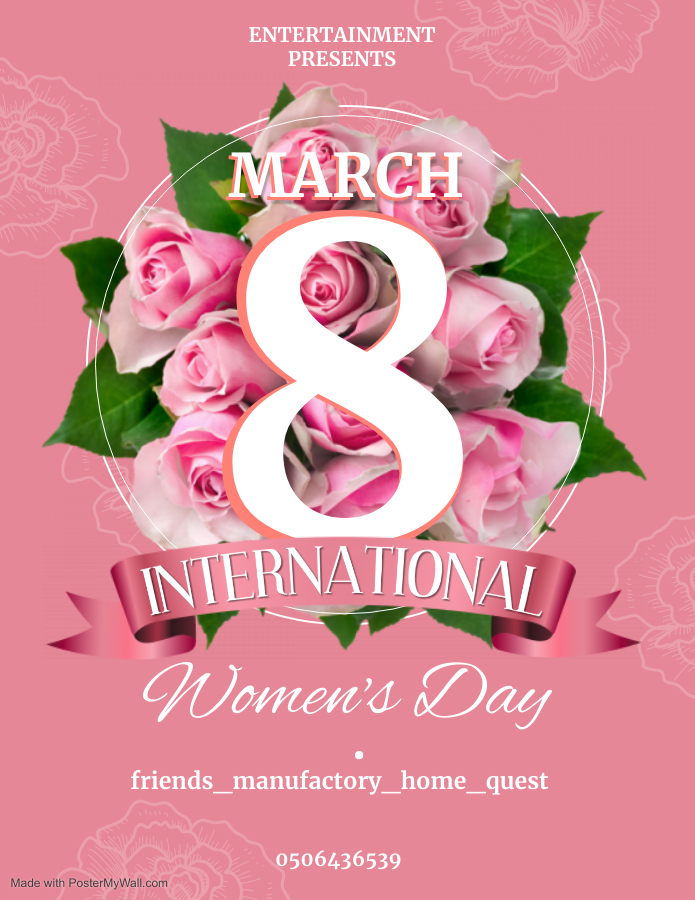 ENTERTAINMENT
PRESENTS
MARCH
8
INTERNATIONAL
Women's Day
•
friends_manufactory_home_quest
0506436539
Made with PosterMyWall.com